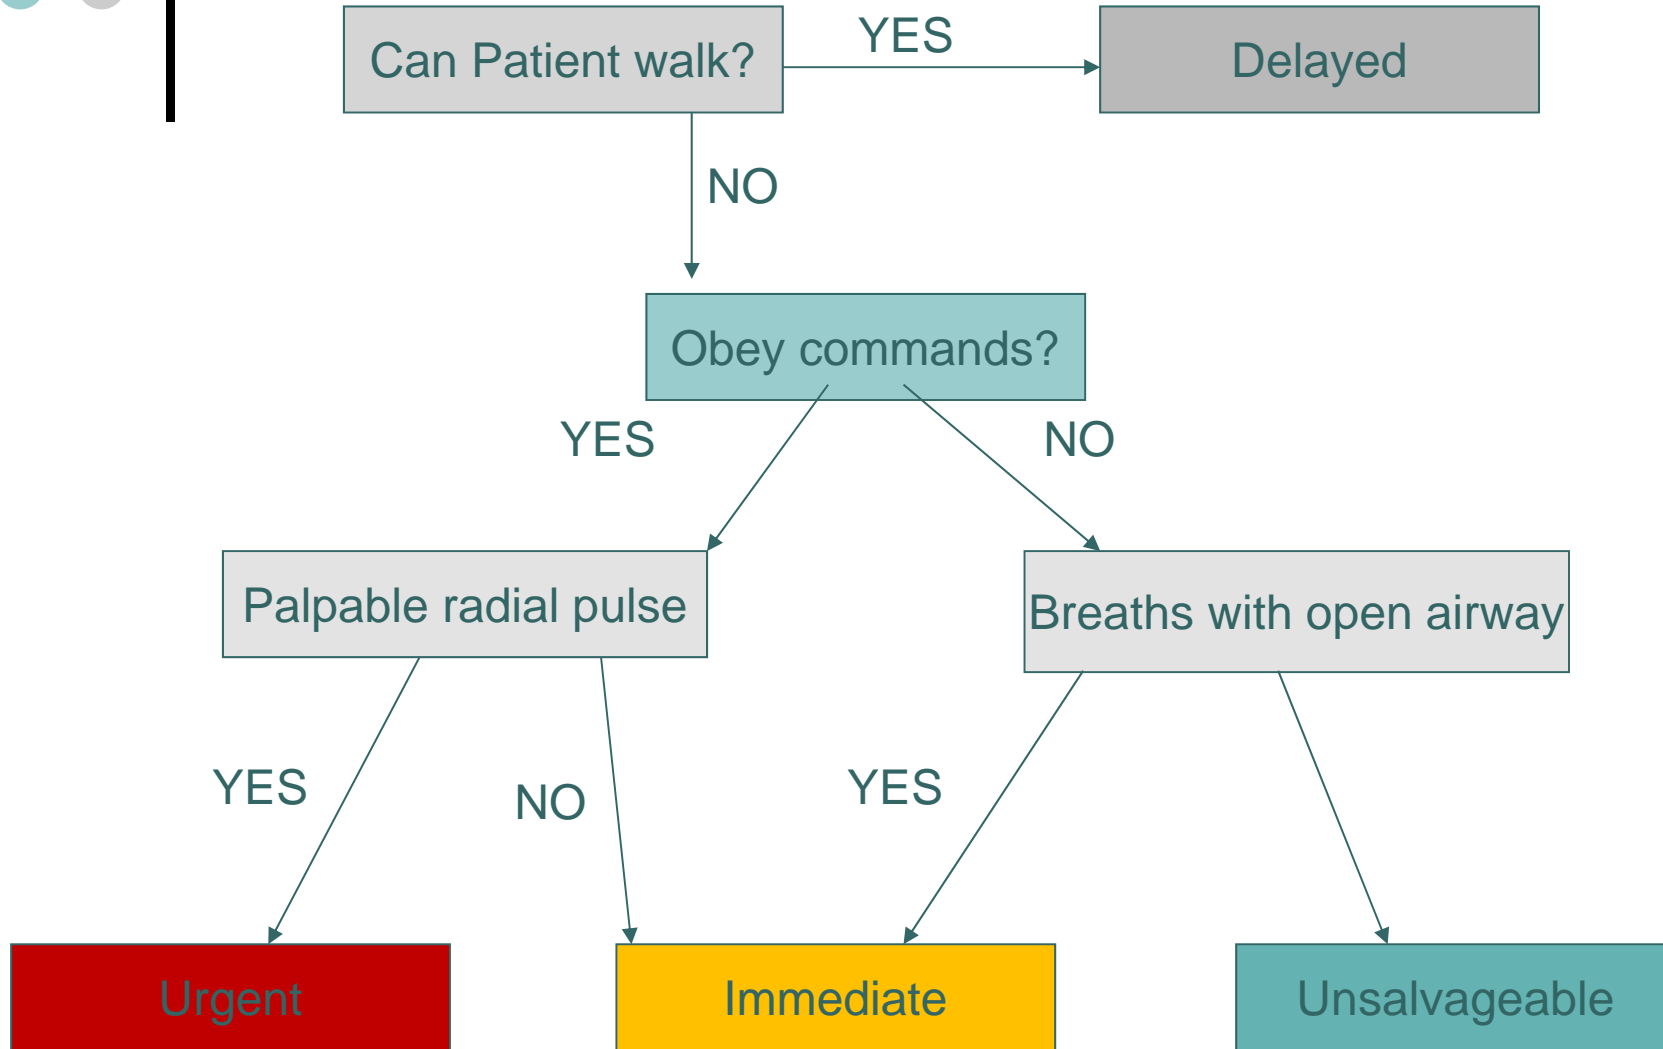 Can Patient walk?
YES
Delayed
NO
Obey commands?
YES
NO
Palpable radial pulse
Breaths with open airway
YES
NO
YES
Urgent
Immediate
Unsalvageable